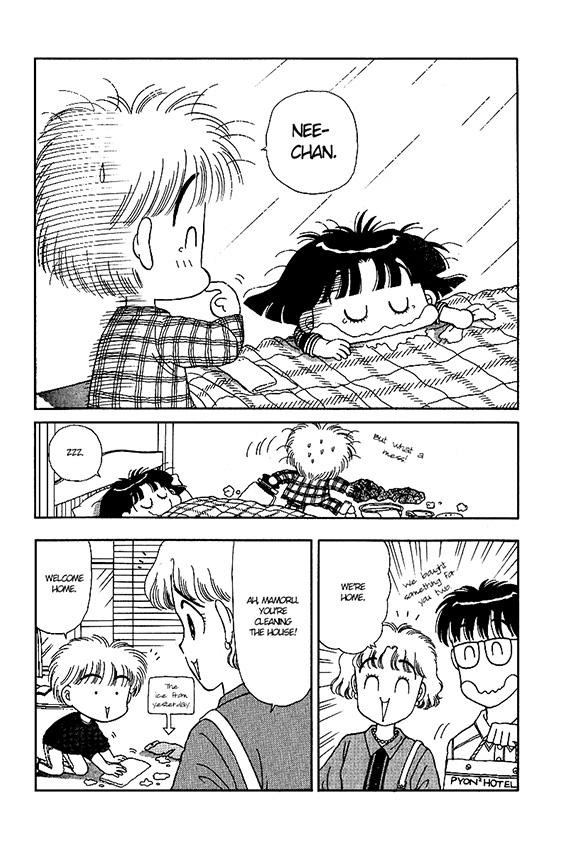 NEE-
CHAN.
But what a
mess!
ZZZ.
We bought
something for
you two.
WE'RE
HOME.
PYON² HOTEL
AH, MAMORU,
YOU'RE
CLEANING
THE HOUSE!
The
ice from
yesterday.
WELCOME
HOME.